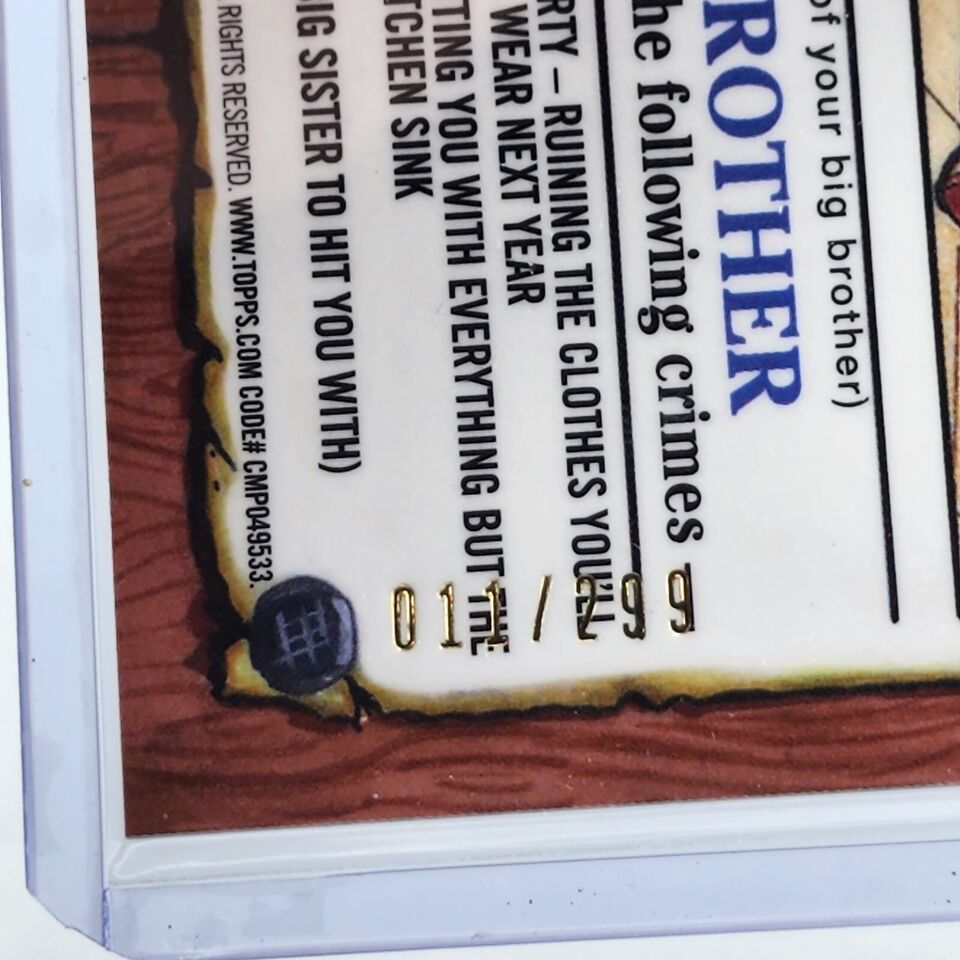 of your big brother)
ROTHER
he following crimes –
RTY – RUINING THE CLOTHES YOU'LL
WEAR NEXT YEAR
TING YOU WITH EVERYTHING BUT THE
TCHEN SINK
IG SISTER TO HIT YOU WITH)
RIGHTS RESERVED. WWW.TOPPS.COM CODE# CMP049533.
011/299